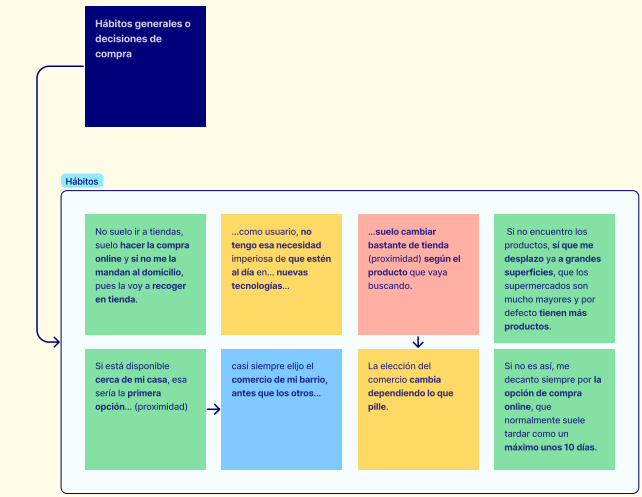 Hábitos generales o
decisiones de
compra
Hábitos
No suelo ir a tiendas,
suelo hacer la compra
online y si no me la
mandan al domicilio,
pues la voy a recoger
en tienda.
...como usuario, no
tengo esa necesidad
imperiosa de que estén
al día en... nuevas
tecnologías...
...suelo cambiar
bastante de tienda
(proximidad) según el
producto que vaya
buscando.
Si no encuentro los
productos, sí que me
desplazo ya a grandes
superficies, que los
supermercados son
mucho mayores y por
defecto tienen más
productos.
Si está disponible
cerca de mi casa, esa
sería la primera
opción... (proximidad)
casi siempre elijo el
comercio de mi barrio,
antes que los otros...
La elección del
comercio cambia
dependiendo lo que
pille.
Si no es así, me
decanto siempre por la
opción de compra
online, que
normalmente suele
tardar como un
máximo unos 10 días.